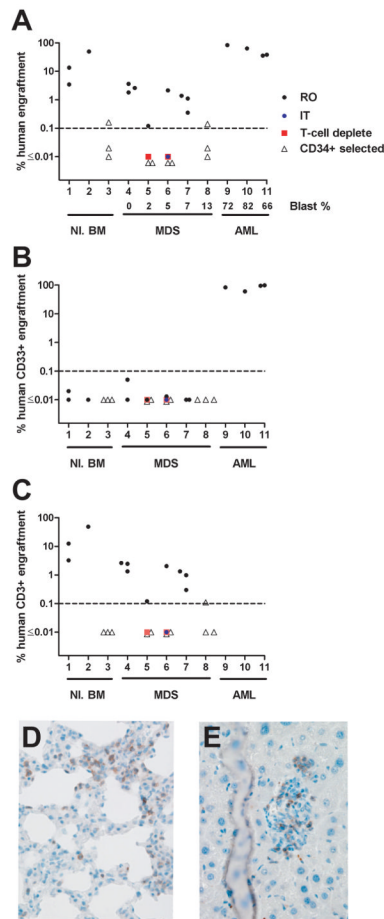 A
% human engraftment
100
10
1
0.1
≤0.01
1 2 3 4 5 6 7 8 9 10 11
0 2 5 7 13 72 82 66 Blast %
NI. BM MDS AML
RO
IT
T-cell deplete
CD34+ selected
B
% human CD33+ engraftment
100
10
1
0.1
≤0.01
1 2 3 4 5 6 7 8 9 10 11
NI. BM MDS AML
C
% human CD3+ engraftment
100
10
1
0.1
≤0.01
1 2 3 4 5 6 7 8 9 10 11
NI. BM MDS AML
D E